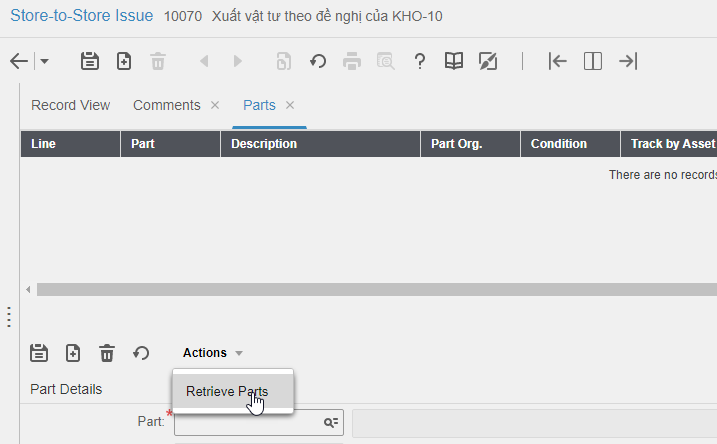 Store-to-Store Issue 10070 Xuất vật tư theo đề nghị của KHO-10
Record View Comments Parts
Line Part Description Part Org. Condition Track by Asset
There are no records
Actions
Retrieve Parts
Part Details
Part:*